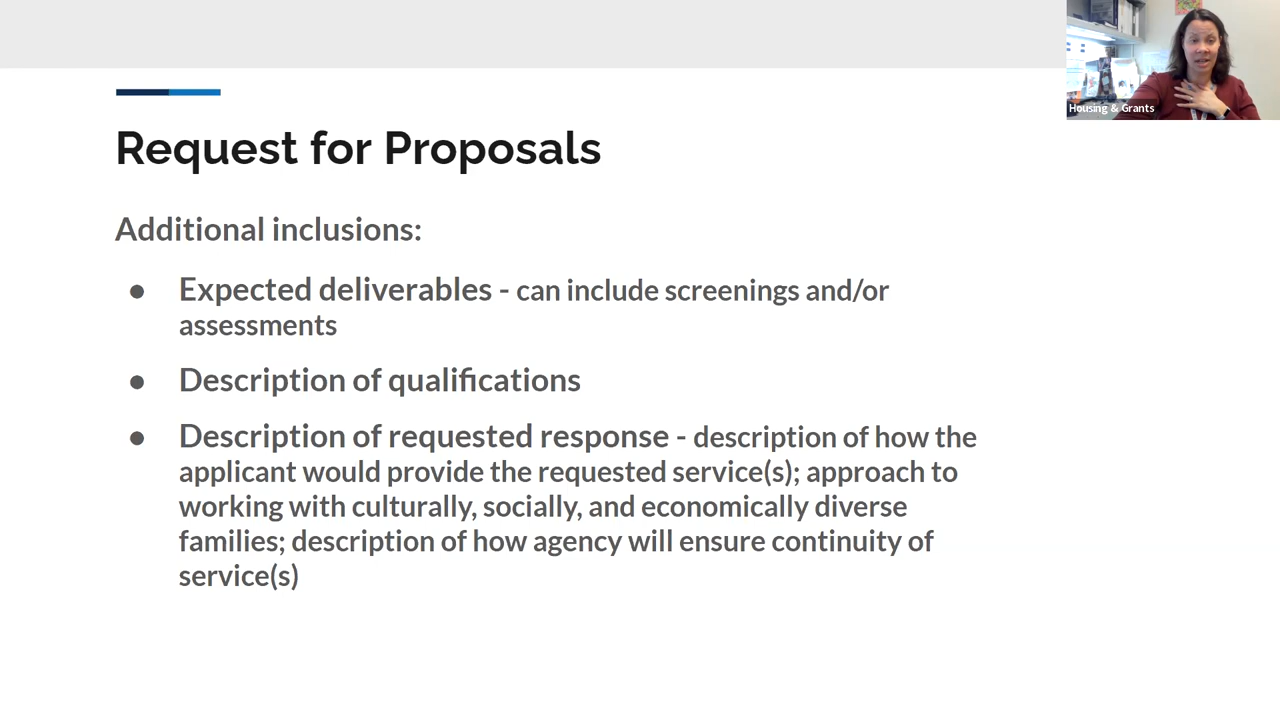 Housing & Grants
Request for Proposals
Additional inclusions:
● Expected deliverables - can include screenings and/or
assessments
● Description of qualifications
● Description of requested response - description of how the
applicant would provide the requested service(s); approach to
working with culturally, socially, and economically diverse
families; description of how agency will ensure continuity of
service(s)